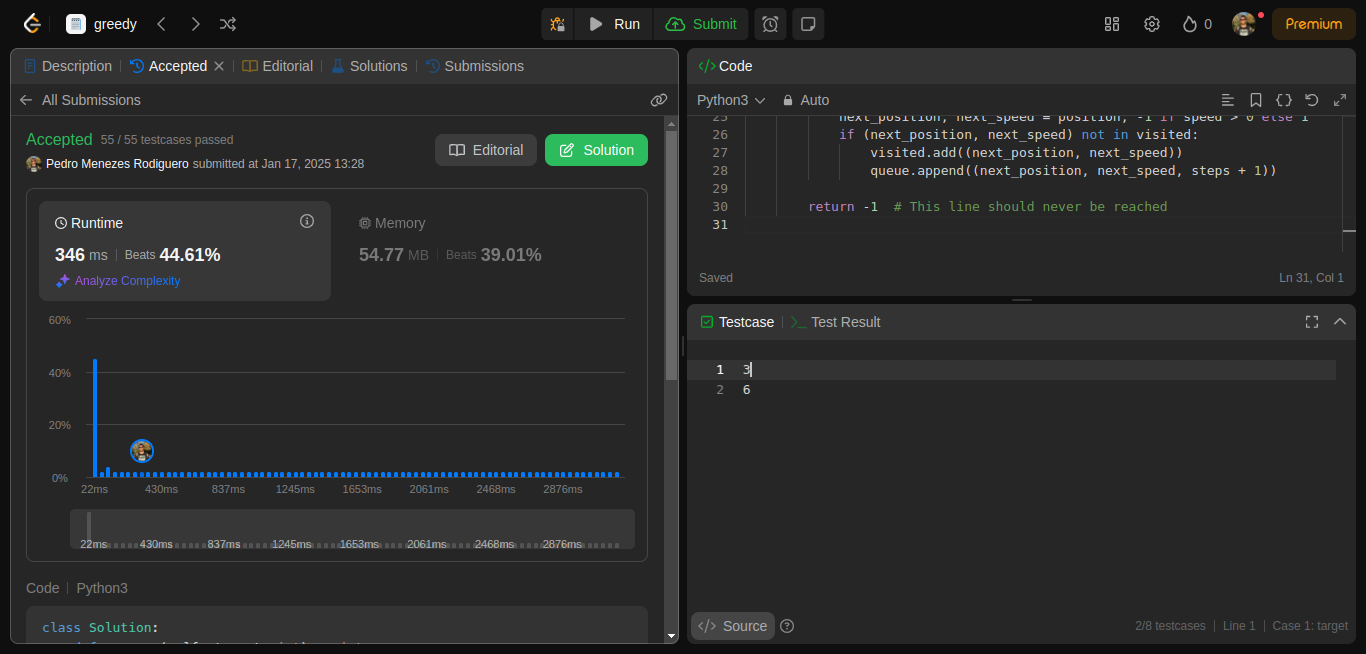 greedy
Run
Submit
0
Premium
Description
Accepted
Editorial
Solutions
Submissions
All Submissions
Accepted 55 / 55 testcases passed
Pedro Menezes Rodiguero submitted at Jan 17, 2025 13:28
Editorial
Solution
Runtime
346 ms Beats 44.61%
Analyze Complexity
Memory
54.77 MB Beats 39.01%
60%
40%
20%
0%
22ms 430ms 837ms 1245ms 1653ms 2061ms 2468ms 2876ms
22ms 430ms 837ms 1245ms 1653ms 2061ms 2468ms 2876ms
Code Python3
class Solution:
</> Code
Python3 Auto
25 next_position, next_speed = position, -1 if speed > 0 else 1
26 if (next_position, next_speed) not in visited:
27 visited.add((next_position, next_speed))
28 queue.append((next_position, next_speed, steps + 1))
29
30 return -1 # This line should never be reached
31
Saved
Ln 31, Col 1
Testcase
>_ Test Result
1 3
2 6
</> Source
2/8 testcases Line 1 Case 1: target